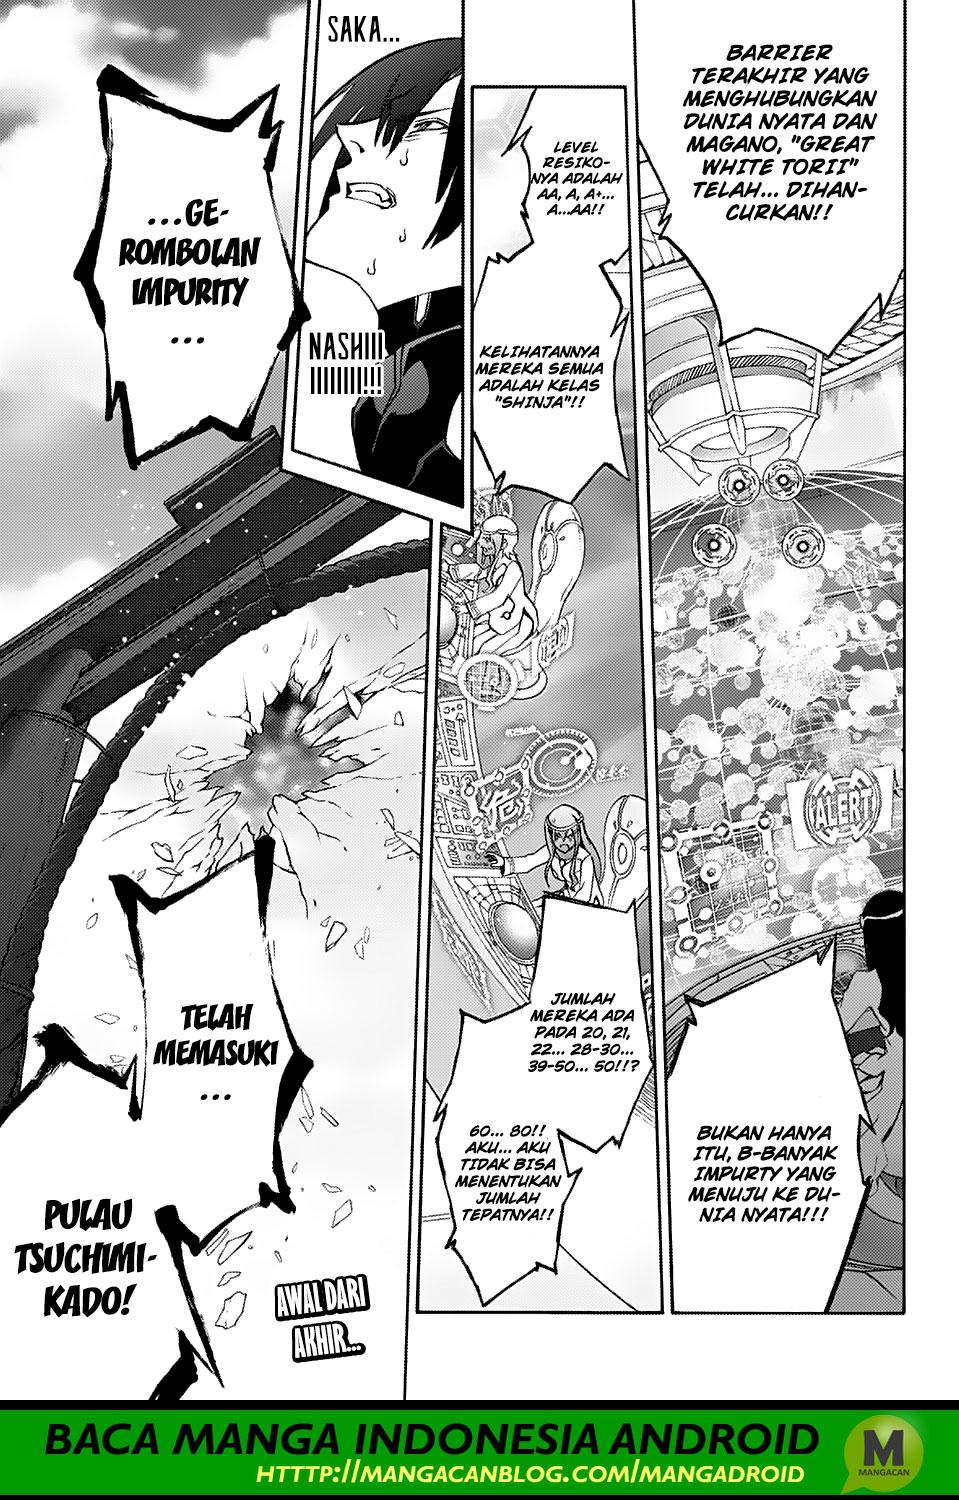 BARRIER
TERAKHIR YANG
MENGHUBUNGKAN
DUNIA NYATA DAN
MAGANO, "GREAT
WHITE TORII"
TELAH... DIHAN-
CURKAN!!
ALERT
BUKAN HANYA
ITU, B-BANYAK
IMPURTY YANG
MENUJU KE DU-
NIA NYATA!!!
LEVEL
RESIKO-
NYA ADALAH
AA, A, A+...
A...AA!!
KELIHATANNYA
MEREKA SEMUA
ADALAH KELAS
"SHINJA"!!
危
JUMLAH
MEREKA ADA
PADA 20, 21,
22... 28-30...
39-50... 50!!?
60... 80!!
AKU... AKU
TIDAK BISA
MENENTUKAN
JUMLAH
TEPATNYA!!
SAKA...
NASHIII
IIIIIIIII!!!
...GE-
ROMBOLAN
IMPURITY
...
TELAH
MEMASUKI
...
PULAU
TSUCHIMI-
KADO!
AWAL DARI
AKHIR...
BACA MANGA INDONESIA ANDROID
HTTTP://MANGACANBLOG.COM/MANGADROID
M
MANGACAN